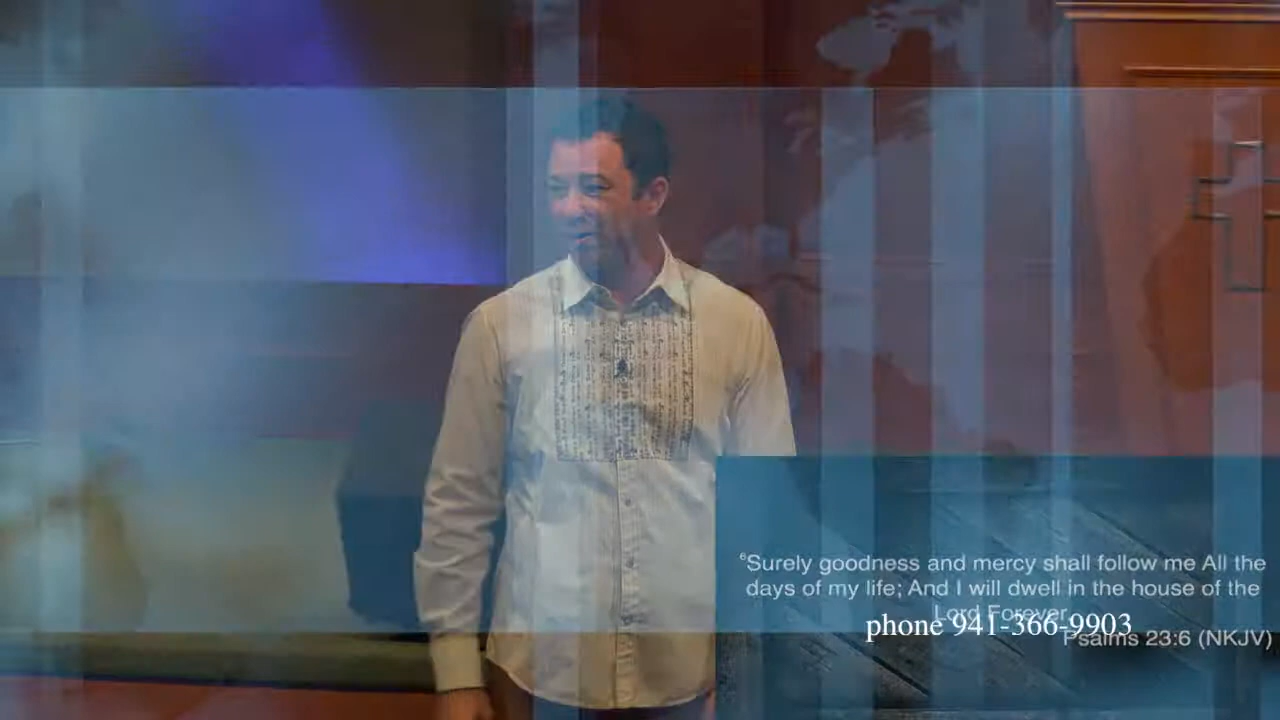 ⁶Surely goodness and mercy shall follow me All the
days of my life; And I will dwell in the house of the
Lord Forever
phone 941-366-9903
Psalms 23:6 (NKJV)